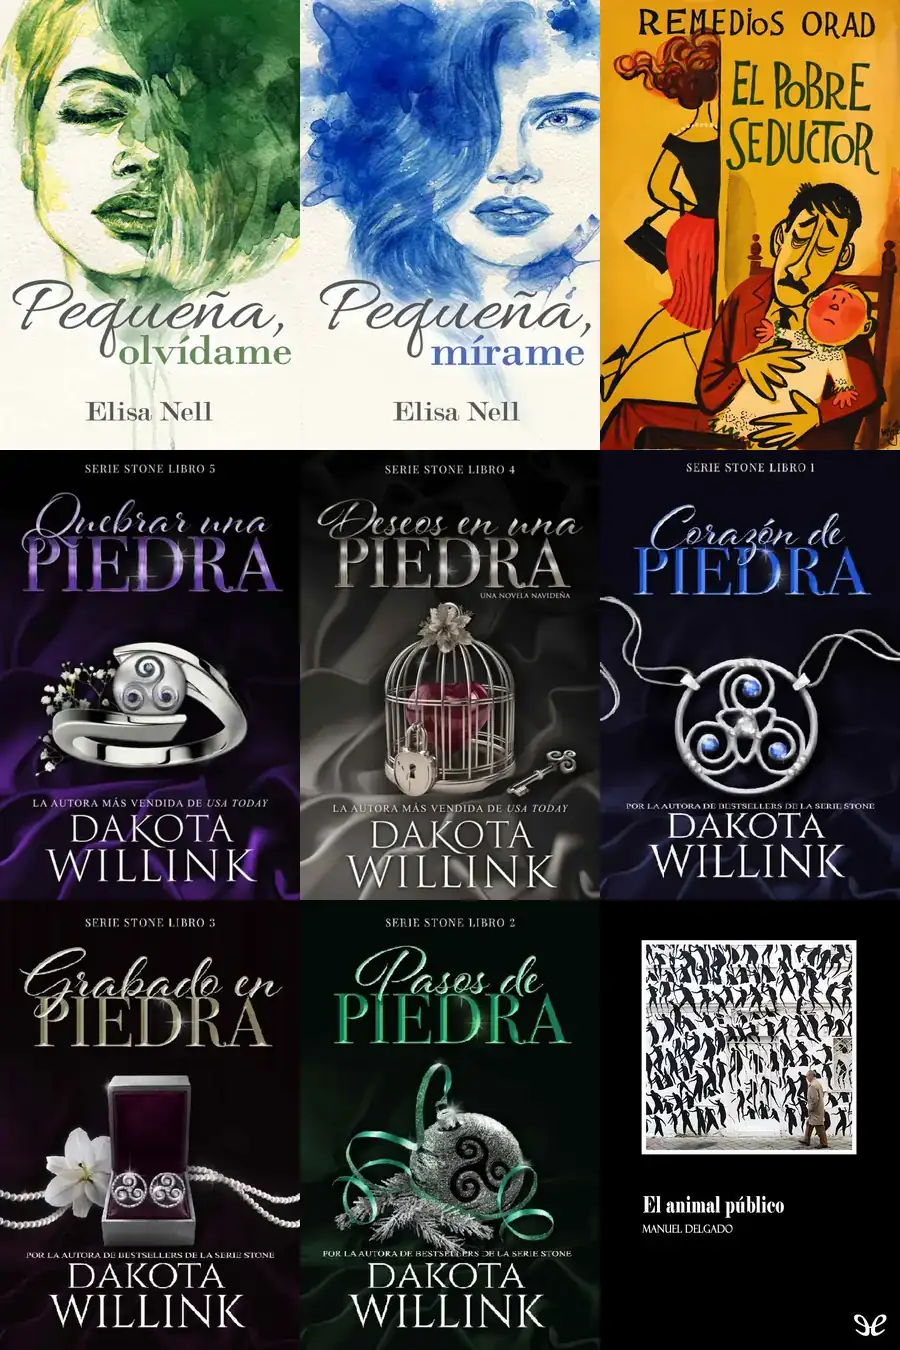 Pequeña,
olvídame
Elisa Nell
Pequeña,
mírame
Elisa Nell
REMEDiOS ORAD
EL POBRE
SEDUCTOR
SERIE STONE LIBRO 5
Quebrar una
PIEDRA
LA AUTORA MÁS VENDIDA DE USA TODAY
DAKOTA
WILLINK
SERIE STONE LIBRO 4
Deseos en una
PIEDRA
UNA NOVELA NAVIDEÑA
LA AUTORA MÁS VENDIDA DE USA TODAY
DAKOTA
WILLINK
SERIE STONE LIBRO 1
Corazón de
PIEDRA
POR LA AUTORA DE BESTSELLERS DE LA SERIE STONE
DAKOTA
WILLINK
SERIE STONE LIBRO 3
Grabado en
PIEDRA
POR LA AUTORA DE BESTSELLERS DE LA SERIE STONE
DAKOTA
WILLINK
SERIE STONE LIBRO 2
Pasos de
PIEDRA
POR LA AUTORA DE BESTSELLERS DE LA SERIE STONE
DAKOTA
WILLINK
El animal público
MANUEL DELGADO